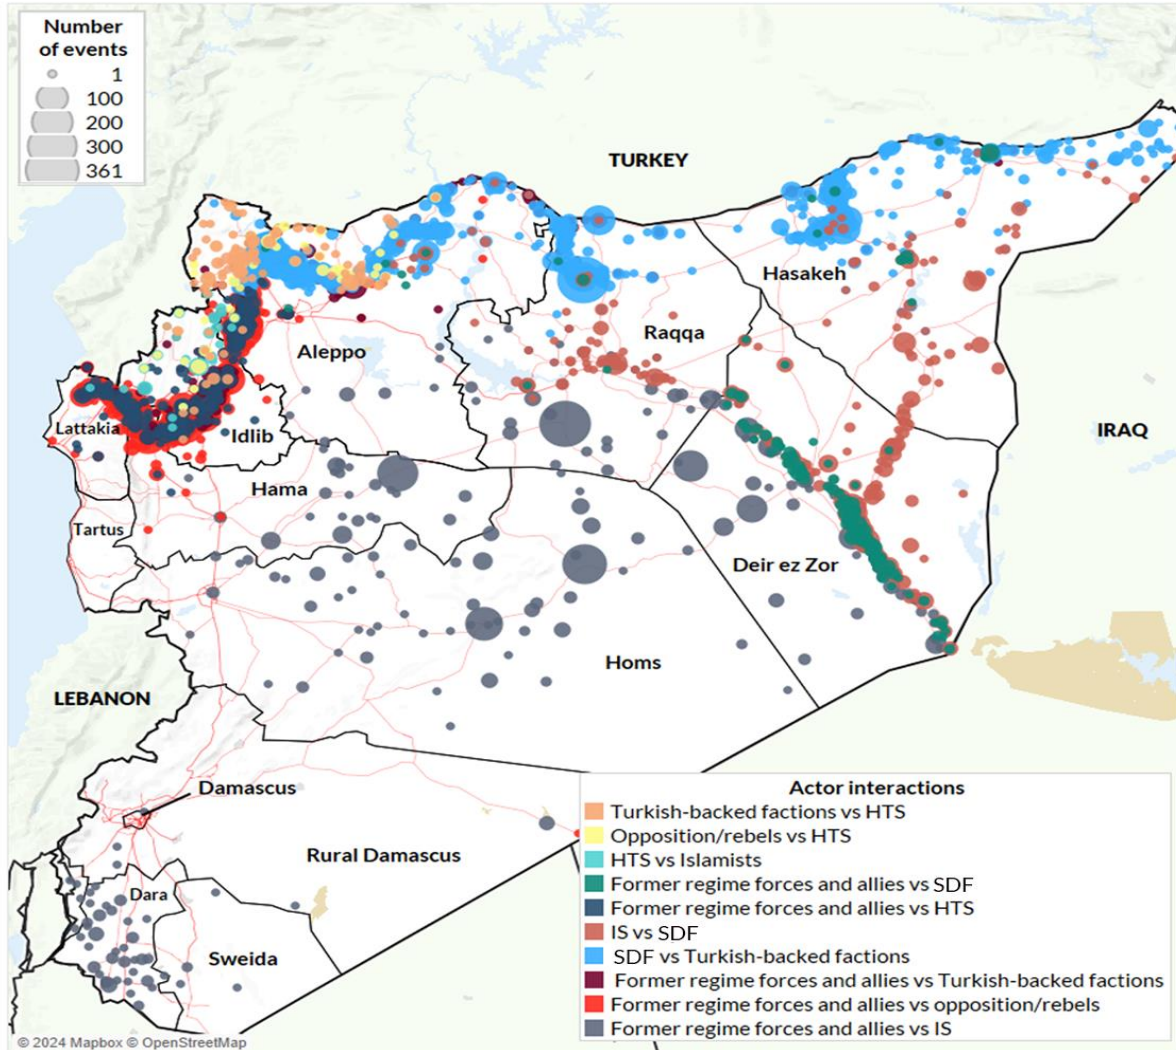 Number
of events
1
100
200
300
361
TURKEY
Hasakeh
Raqqa
Aleppo
IRAQ
Lattakia
Idlib
Hama
Tartus
Deir ez Zor
Homs
LEBANON
Damascus
Rural Damascus
Dara
Sweida
Actor interactions
Turkish-backed factions vs HTS
Opposition/rebels vs HTS
HTS vs Islamists
Former regime forces and allies vs SDF
Former regime forces and allies vs HTS
IS vs SDF
SDF vs Turkish-backed factions
Former regime forces and allies vs Turkish-backed factions
Former regime forces and allies vs opposition/rebels
Former regime forces and allies vs IS
© 2024 Mapbox © OpenStreetMap